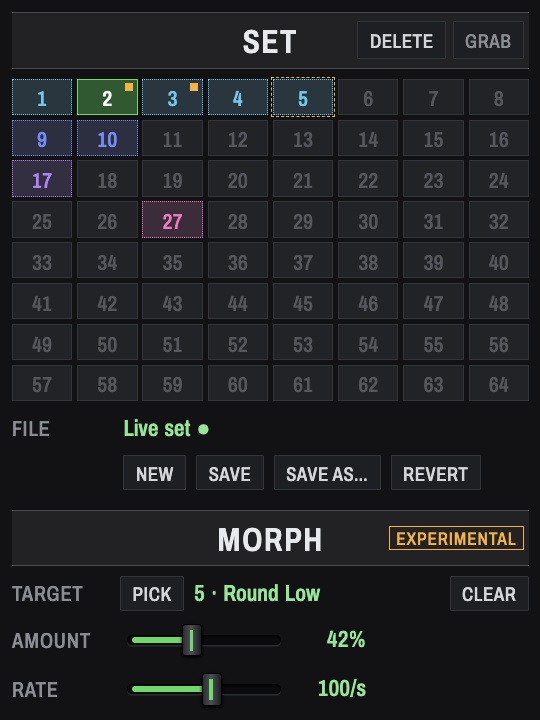 SET DELETE GRAB
1 2 3 4 5 6 7 8
9 10 11 12 13 14 15 16
17 18 19 20 21 22 23 24
25 26 27 28 29 30 31 32
33 34 35 36 37 38 39 40
41 42 43 44 45 46 47 48
49 50 51 52 53 54 55 56
57 58 59 60 61 62 63 64
FILE Live set ●
NEW SAVE SAVE AS... REVERT
MORPH EXPERIMENTAL
TARGET PICK 5 · Round Low CLEAR
AMOUNT 42%
RATE 100/s